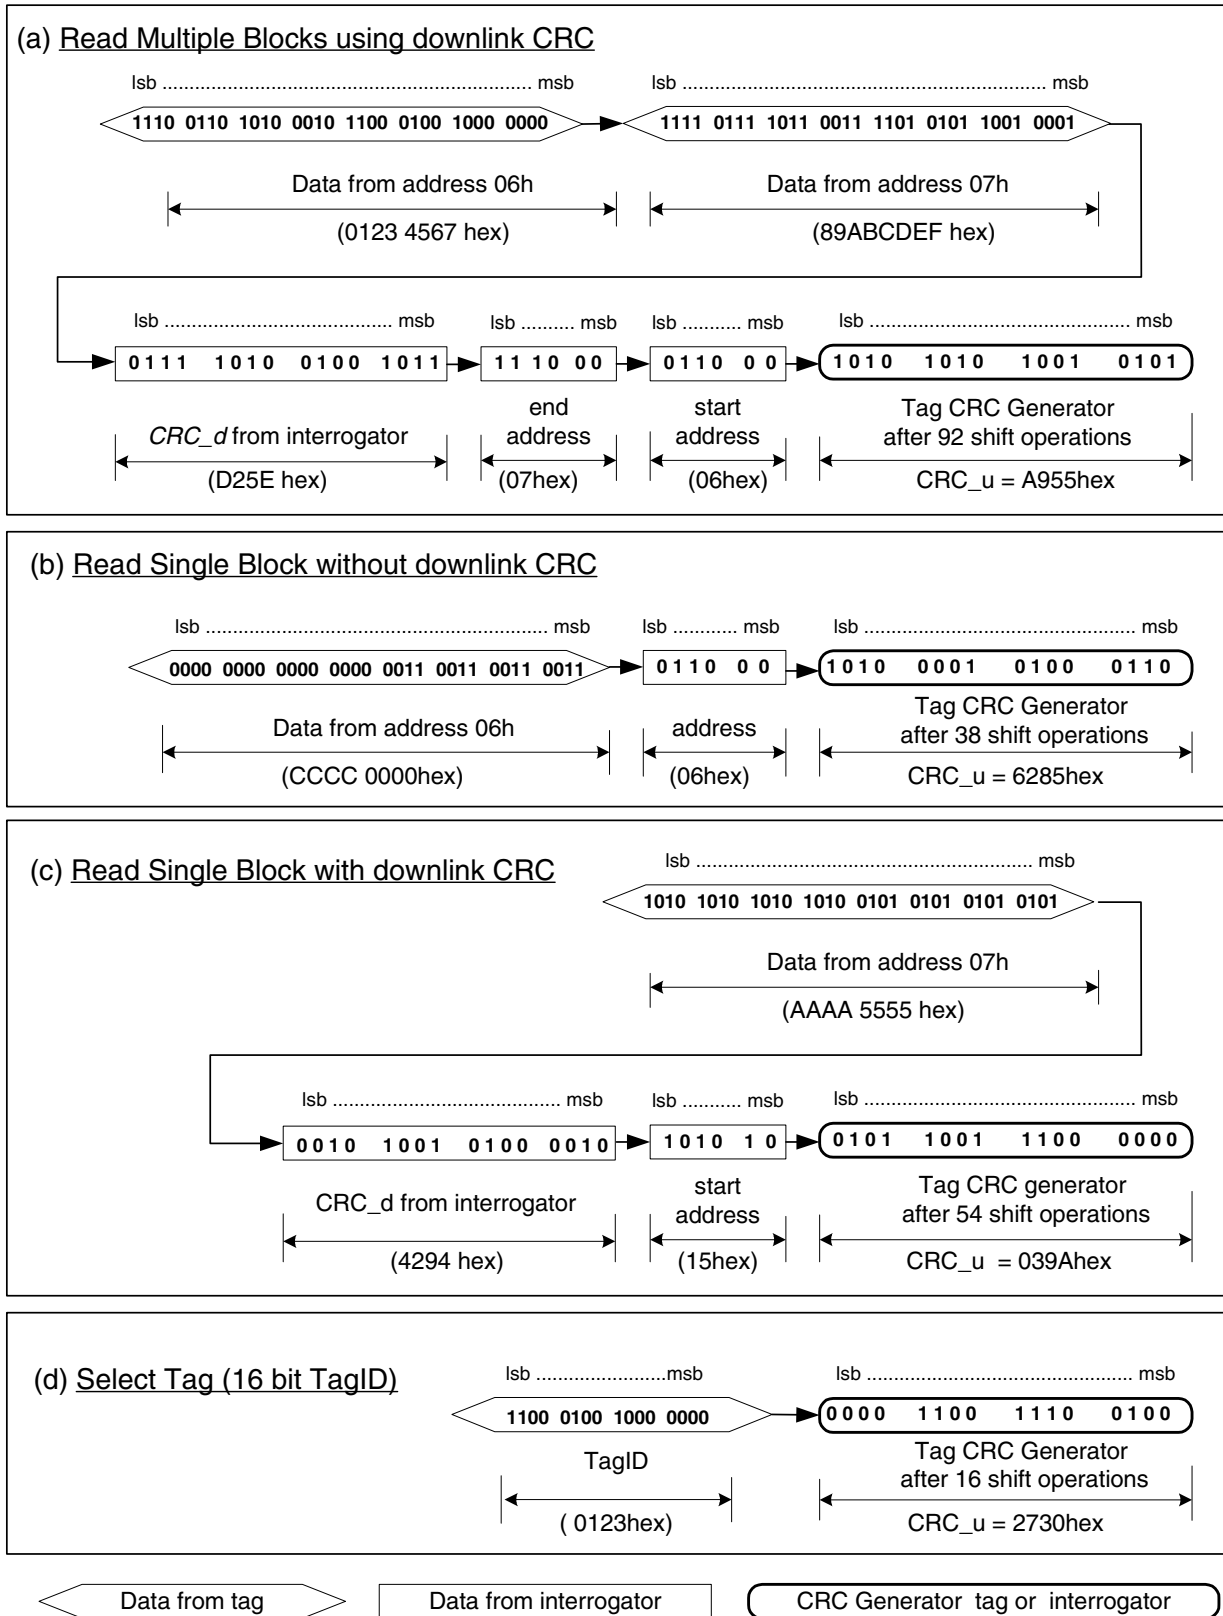 (a) Read Multiple Blocks using downlink CRC
lsb ..................................................................... msb lsb ........................................................................ msb
1110 0110 1010 0010 1100 0100 1000 0000 1111 0111 1011 0011 1101 0101 1001 0001
Data from address 06h Data from address 07h
(0123 4567 hex) (89ABCDEF hex)
lsb .......................................... msb lsb .......... msb lsb ........... msb lsb ................................................. msb
0111 1010 0100 1011 11 10 00 0110 0 0 1010 1010 1001 0101
end start Tag CRC Generator
CRC_d from interrogator address address after 92 shift operations
(D25E hex) (07hex) (06hex) CRC_u = A955hex
(b) Read Single Block without downlink CRC
lsb ................................................................ msb lsb ............ msb lsb .................................................. msb
0000 0000 0000 0000 0011 0011 0011 0011 0110 0 0 1010 0001 0100 0110
Tag CRC Generator
Data from address 06h address after 38 shift operations
(CCCC 0000hex) (06hex) CRC_u = 6285hex
(c) Read Single Block with downlink CRC
lsb .............................................................. msb
1010 1010 1010 1010 0101 0101 0101 0101
Data from address 07h
(AAAA 5555 hex)
lsb .......................................... msb lsb ........... msb lsb .................................................. msb
0010 1001 0100 0010 1010 1 0 0101 1001 1100 0000
start Tag CRC generator
CRC_d from interrogator address after 54 shift operations
(4294 hex) (15hex) CRC_u = 039Ahex
(d) Select Tag (16 bit TagID)
lsb ........................msb lsb ................................................. msb
1100 0100 1000 0000 0000 1100 1110 0100
TagID Tag CRC Generator
after 16 shift operations
( 0123hex) CRC_u = 2730hex
Data from tag Data from interrogator CRC Generator tag or interrogator